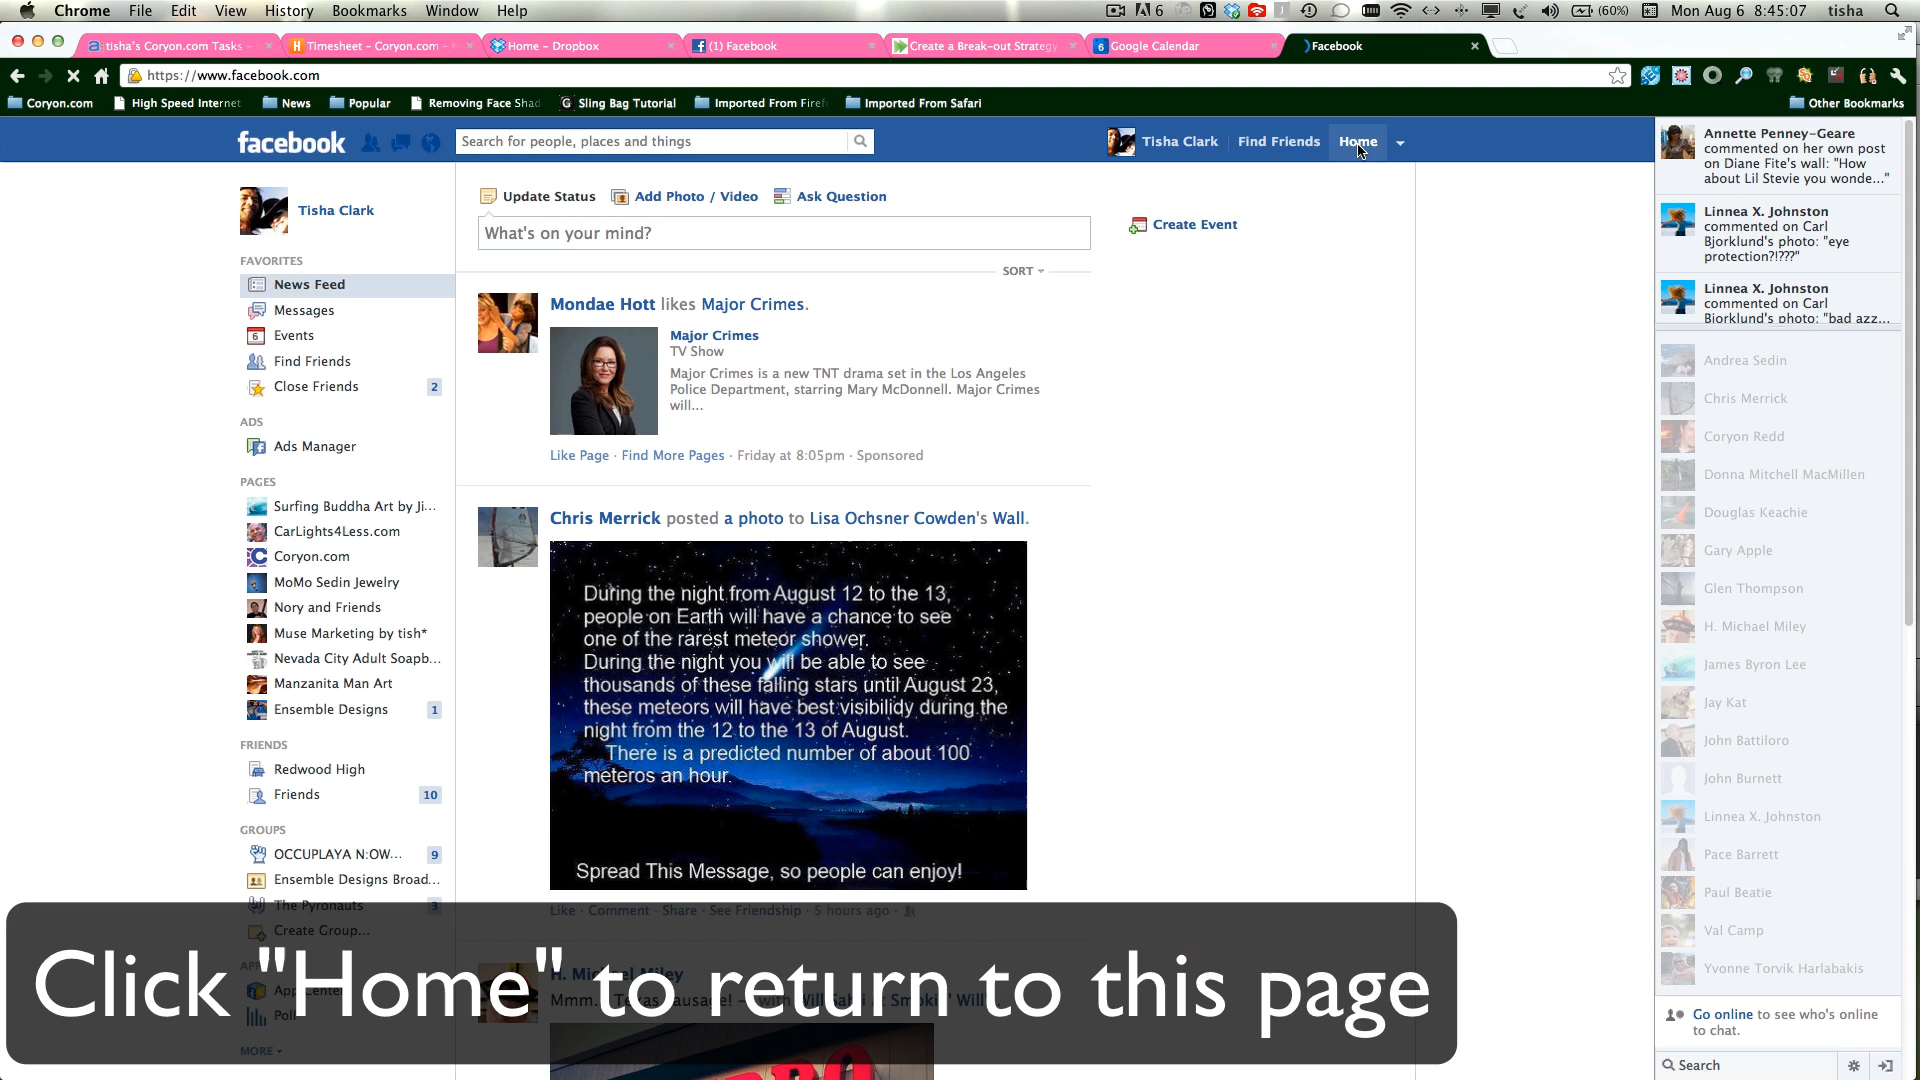 Chrome File Edit View History Bookmarks Window Help
6 (60%) Mon Aug 6 8:45:07 tisha
tisha's Coryon.com Tasks - Timesheet - Coryon.com - Home - Dropbox (1) Facebook Create a Break-out Strategy 6 Google Calendar Facebook
https://www.facebook.com
Coryon.com High Speed Internet News Popular Removing Face Shad G Sling Bag Tutorial Imported From Firef Imported From Safari Other Bookmarks
facebook Search for people, places and things Tisha Clark Find Friends Home
Tisha Clark
FAVORITES
News Feed
Messages
6 Events
Find Friends
Close Friends 2
ADS
Ads Manager
PAGES
Surfing Buddha Art by Ji...
CarLights4Less.com
Coryon.com
MoMo Sedin Jewelry
Nory and Friends
Muse Marketing by tish*
Nevada City Adult Soapb...
Manzanita Man Art
Ensemble Designs 1
FRIENDS
Redwood High
Friends 10
GROUPS
OCCUPLAYA N:OW... 9
Ensemble Designs Broad...
The Pyronauts 3
Create Group...
App Center
Poll
MORE
Update Status Add Photo / Video Ask Question
What's on your mind?
SORT
Mondae Hott likes Major Crimes.
Major Crimes
TV Show
Major Crimes is a new TNT drama set in the Los Angeles
Police Department, starring Mary McDonnell. Major Crimes
will...
Like Page · Find More Pages · Friday at 8:05pm · Sponsored
Chris Merrick posted a photo to Lisa Ochsner Cowden's Wall.
During the night from August 12 to the 13,
people on Earth will have a chance to see
one of the rarest meteor shower.
During the night you will be able to see
thousands of these falling stars until August 23,
these meteors will have best visibilidy during the
night from the 12 to the 13 of August.
There is a predicted number of about 100
meteros an hour.
Spread This Message, so people can enjoy!
Like · Comment · Share · See Friendship · 5 hours ago ·
H. Michael Miley
Click "Home" to return to this page
Create Event
Annette Penney-Geare
commented on her own post
on Diane Fite's wall: "How
about Lil Stevie you wonde..."
Linnea X. Johnston
commented on Carl
Bjorklund's photo: "eye
protection?!???"
Linnea X. Johnston
commented on Carl
Bjorklund's photo: "bad azz...
Andrea Sedin
Chris Merrick
Coryon Redd
Donna Mitchell MacMillen
Douglas Keachie
Gary Apple
Glen Thompson
H. Michael Miley
James Byron Lee
Jay Kat
John Battiloro
John Burnett
Linnea X. Johnston
Pace Barrett
Paul Beatie
Val Camp
Yvonne Torvik Harlabakis
Go online to see who's online
to chat.
Search